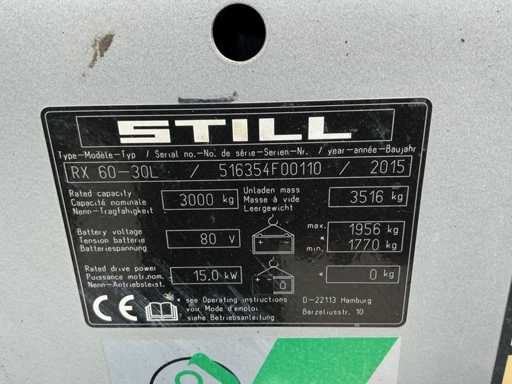 STILL
Type-Modèle-Typ / Serial no.-No. de série-Serien-Nr. / year-année-Baujahr
RX 60-30L / 516354F00110 / 2015
Rated capacity
Capacité nominale
Nenn-Tragfähigkeit
3000 kg
Unladen mass
Masse à vide
Leergewicht
3516 kg
Battery voltage
Tension batterie
Batteriespannung
80 V
max. 1956 kg
min. 1770 kg
Rated drive power
Puissance motr.nom.
Nenn-Antriebsleist.
15.0 kW
0
* 0 kg
CE
* see Operating instructions
voir Mode d'emploi
siehe Betriebsanleitung
D-22113 Hamburg
Berzeliusstr. 10